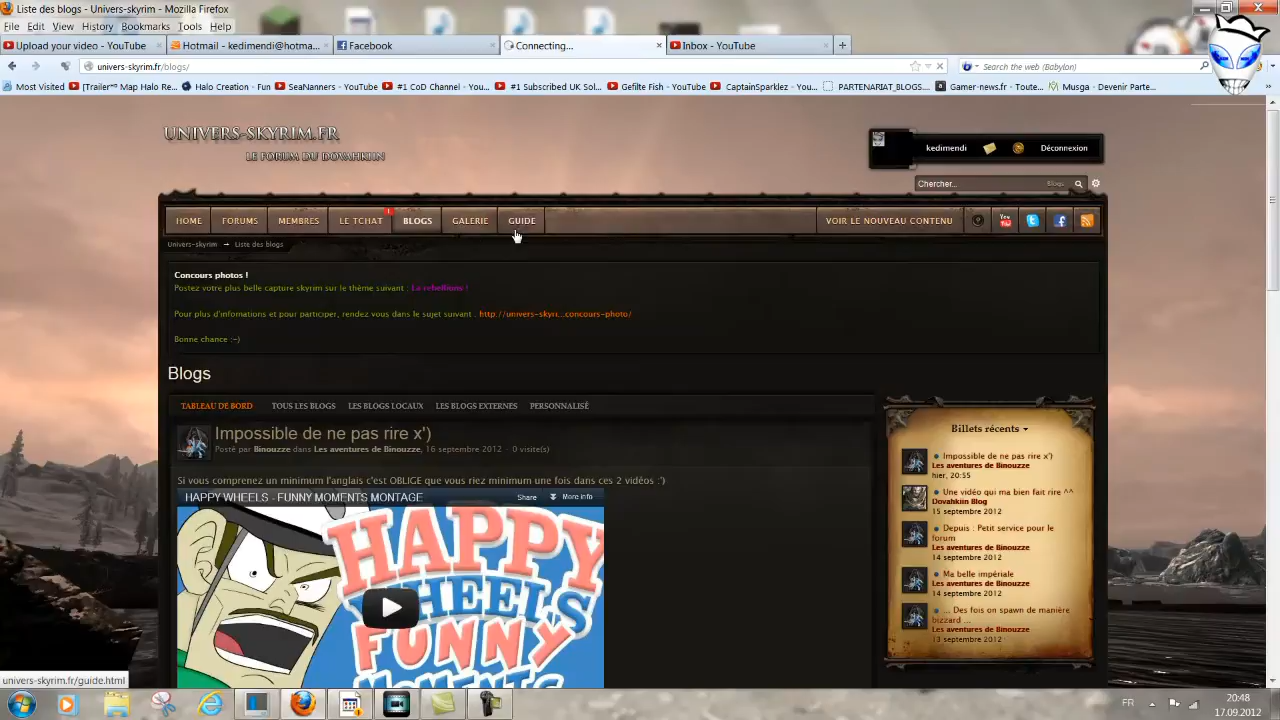 Liste des blogs - Univers-skyrim - Mozilla Firefox
File Edit View History Bookmarks Tools Help
Upload your video - YouTube × Hotmail - kedimendi@hotma... × Facebook × Connecting... × Inbox - YouTube ×
univers-skyrim.fr/blogs/
Search the web (Babylon)
Most Visited [Trailer** Map Halo Re... Halo Creation - Fun SeaNanners - YouTube #1 CoD Channel - You... #1 Subscribed UK Sol... Gefilte Fish - YouTube CaptainSparklez... PARTENARIAT_BLOGS.... Gamer-news.fr Musga - Devenir Parte...
UNIVERS-SKYRIM.FR
LE FORUM DU DOVAHKIIN
kedimendi Déconnexion
Chercher... Blogs
HOME FORUMS MEMBRES LE TCHAT 1 BLOGS GALERIE GUIDE VOIR LE NOUVEAU CONTENU You Tube
Univers-skyrim → Liste des blogs
Concours photos !
Postez votre plus belle capture skyrim sur le thème suivant : La rebellions !
Pour plus d'infomations et pour participer, rendez vous dans le sujet suivant . http://univers-skyri...concours-photo/
Bonne chance :-)
Blogs
TABLEAU DE BORD TOUS LES BLOGS LES BLOGS LOCAUX LES BLOGS EXTERNES PERSONNALISÉ
Impossible de ne pas rire x')
Posté par Binouzze dans Les aventures de Binouzze, 16 septembre 2012 · 0 visite(s)
Si vous comprenez un minimum l'anglais c'est OBLIGE que vous riez minimum une fois dans ces 2 vidéos :')
HAPPY WHEELS - FUNNY MOMENTS MONTAGE Share More info
HAPPY
WHEELS
FUNNY
MOMENTS
Billets récents
Impossible de ne pas rire x')
Les aventures de Binouzze
hier, 20:55
Une vidéo qui ma bien fait rire ^^
Dovahkiin Blog
15 septembre 2012
Depuis : Petit service pour le
forum
Les aventures de Binouzze
14 septembre 2012
Ma belle impériale
Les aventures de Binouzze
14 septembre 2012
... Des fois on spawn de manière
bizzard ...
Les aventures de Binouzze
13 septembre 2012
univers-skyrim.fr/guide.html
FR
20:48
17.09.2012